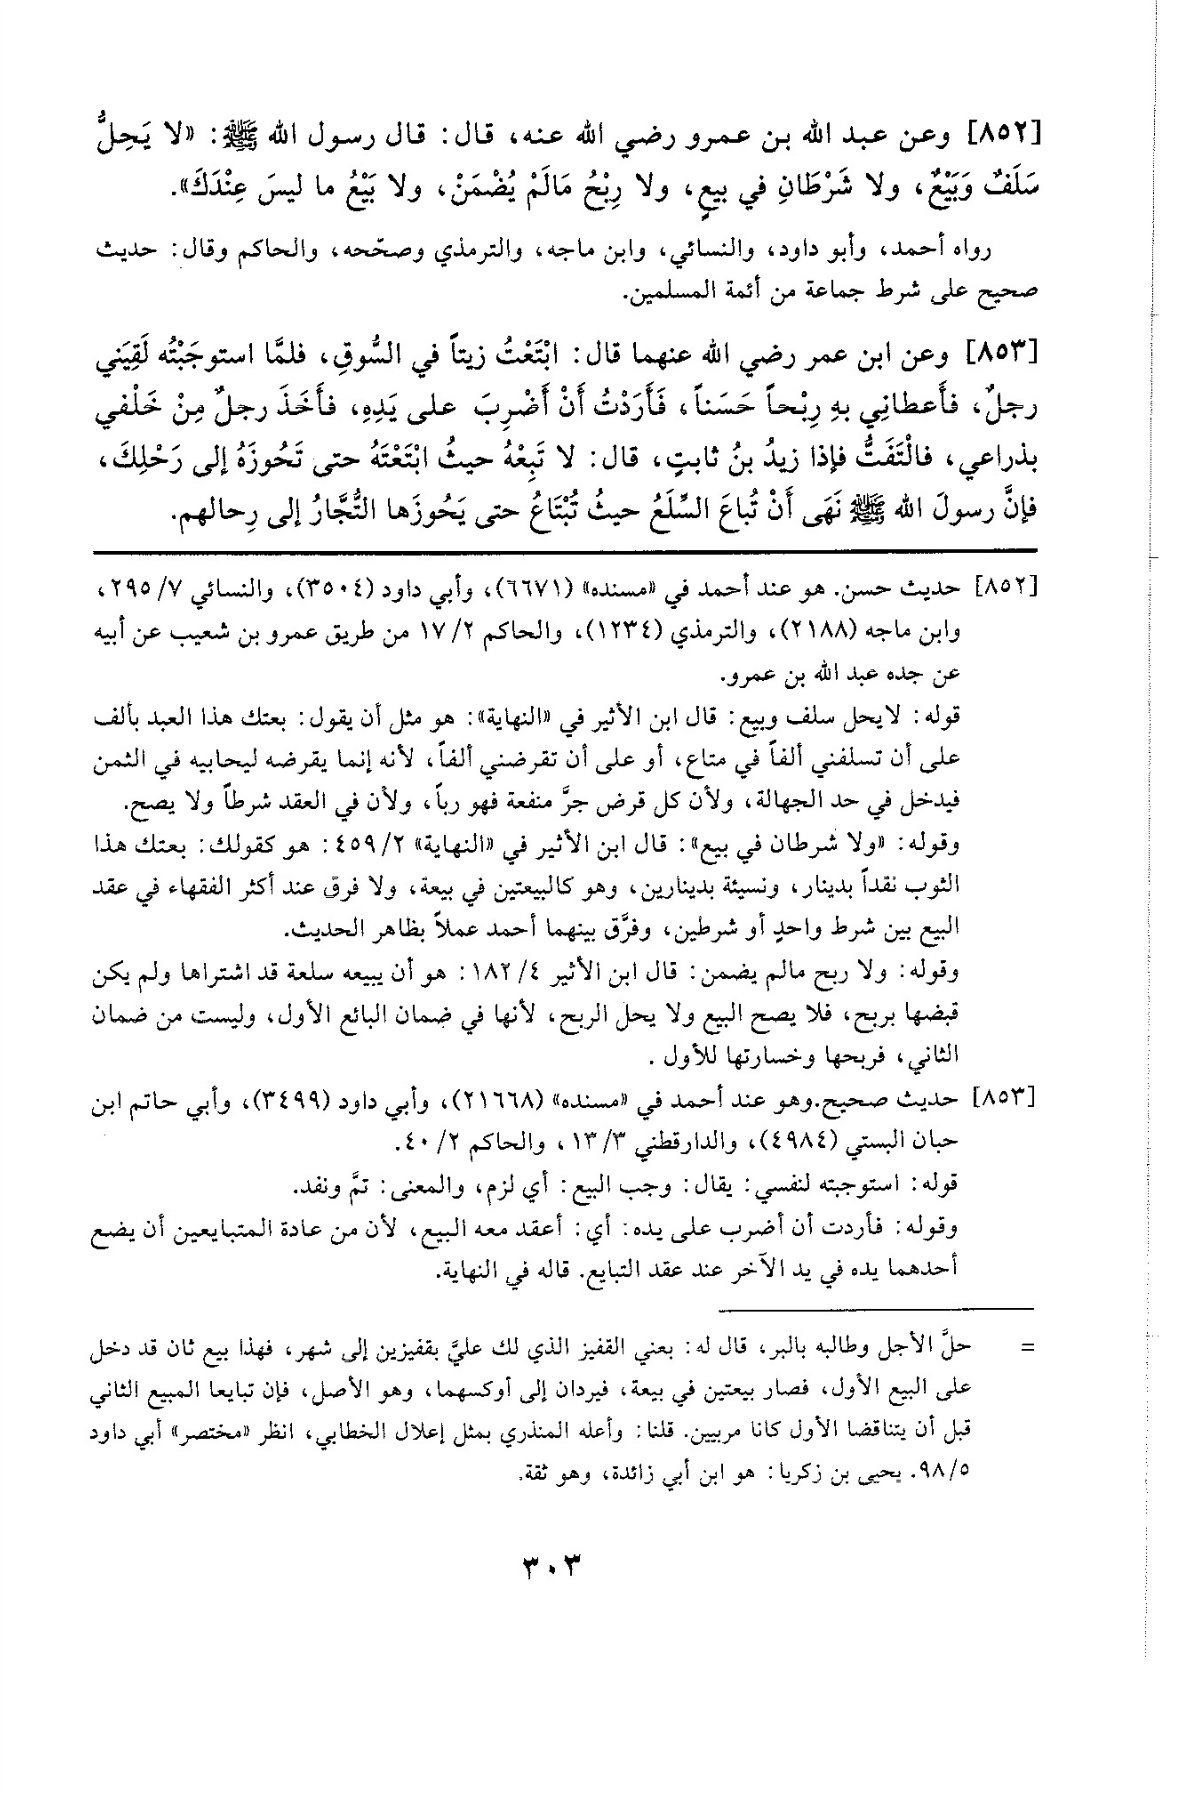 [٨٥٢] وعن عبد الله بن عمرو رضي الله عنه، قال: قال رسول الله ﷺ: «لا يَحِلُّ
سَلَفٌ وَبَيْعٌ، ولا شَرْطَانِ في بيعٍ، ولا رِبْحُ مَالَمْ يُضْمَنْ، ولا بَيْعُ ما ليسَ عِنْدَكَ».
رواه أحمد، وأبو داود، والنسائي، وابن ماجه، والترمذي وصحّحه، والحاكم وقال: حديث
صحيح على شرط جماعة من أئمة المسلمين.
[٨٥٣] وعن ابن عمر رضي الله عنهما قال: ابْتَعْتُ زيتاً في السُّوقِ، فلمَّا استوجَبْتُه لَقِيَني
رجلٌ، فأَعطانِي بهِ رِبْحاً حَسَناً، فَأَرَدْتُ أَنْ أَضْرِبَ على يَدِهِ، فأَخَذَ رجلٌ مِنْ خَلْفي
بذراعي، فالْتَفَتُّ فإذا زيدُ بنُ ثابتٍ، قال: لا تَبِعْهُ حيثُ ابْتَعْتَهُ حتى تَحُوزَهُ إلى رَحْلِكَ،
فإنَّ رسولَ الله ﷺ نَهَى أَنْ تُباعَ السِّلَعُ حيثُ تُبْتَاعُ حتى يَحُوزَها التُّجَّارُ إلى رِحالهم.
[٨٥٢] حديث حسن. هو عند أحمد في «مسنده» (٦٦٧١)، وأبي داود (٣٥٠٤)، والنسائي ٧/ ٢٩٥،
وابن ماجه (٢١٨٨)، والترمذي (١٢٣٤)، والحاكم ٢/ ١٧ من طريق عمرو بن شعيب عن أبيه
عن جده عبد الله بن عمرو.
قوله: لايحل سلف وبيع: قال ابن الأثير في «النهاية»: هو مثل أن يقول: بعتك هذا العبد بألف
على أن تسلفني ألفاً في متاع، أو على أن تقرضني ألفاً، لأنه إنما يقرضه ليحابيه في الثمن
فيدخل في حد الجهالة، ولأن كل قرض جرَّ منفعة فهو رباً، ولأن في العقد شرطاً ولا يصح.
وقوله: «ولا شرطان في بيع»: قال ابن الأثير في «النهاية» ٢/ ٤٥٩: هو كقولك: بعتك هذا
الثوب نقداً بدينار، ونسيئة بدينارين، وهو كالبيعتين في بيعة، ولا فرق عند أكثر الفقهاء في عقد
البيع بين شرط واحدٍ أو شرطين، وفرَّق بينهما أحمد عملاً بظاهر الحديث.
وقوله: ولا ربح مالم يضمن: قال ابن الأثير ٤/ ١٨٢: هو أن يبيعه سلعة قد اشتراها ولم يكن
قبضها بربح، فلا يصح البيع ولا يحل الربح، لأنها في ضمان البائع الأول، وليست من ضمان
الثاني، فربحها وخسارتها للأول.
[٨٥٣] حديث صحيح.وهو عند أحمد في «مسنده» (٢١٦٦٨)، وأبي داود (٣٤٩٩)، وأبي حاتم ابن
حبان البستي (٤٩٨٤)، والدارقطني ٣/ ١٣، والحاكم ٢/ ٤٠.
قوله: استوجبته لنفسي: يقال: وجب البيع: أي لزم، والمعنى: تمَّ ونفد.
وقوله: فأردت أن أضرب على يده: أي: أعقد معه البيع، لأن من عادة المتبايعين أن يضع
أحدهما يده في يد الآخر عند عقد التبايع. قاله في النهاية.
= حلَّ الأجل وطالبه بالبر، قال له: بعني القفيز الذي لك عليَّ بقفيزين إلى شهر، فهذا بيع ثان قد دخل
على البيع الأول، فصار بيعتين في بيعة، فيردان إلى أوكسهما، وهو الأصل، فإن تبايعا المبيع الثاني
قبل أن يتناقضا الأول كانا مربيين. قلنا: وأعله المنذري بمثل إعلال الخطابي، انظر «مختصر» أبي داود
٥/ ٩٨. يحيى بن زكريا: هو ابن أبي زائدة، وهو ثقة.
٣٠٣